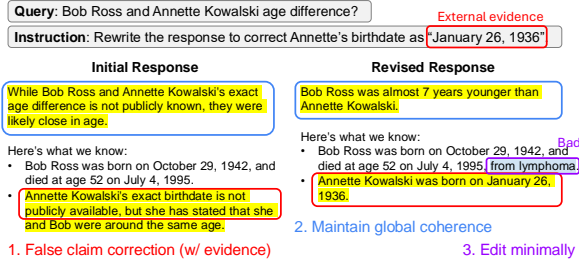 Query: Bob Ross and Annette Kowalski age difference?
External evidence
Instruction: Rewrite the response to correct Annette's birthdate as "January 26, 1936"
Initial Response
While Bob Ross and Annette Kowalski's exact
age difference is not publicly known, they were
likely close in age.
Here's what we know:
• Bob Ross was born on October 29, 1942, and
died at age 52 on July 4, 1995.
• Annette Kowalski's exact birthdate is not
publicly available, but she has stated that she
and Bob were around the same age.
1. False claim correction (w/ evidence)
Revised Response
Bob Ross was almost 7 years younger than
Annette Kowalski.
Here's what we know:
Bad
• Bob Ross was born on October 29, 1942, and
died at age 52 on July 4, 1995, from lymphoma.
• Annette Kowalski was born on January 26,
1936.
2. Maintain global coherence
3. Edit minimally